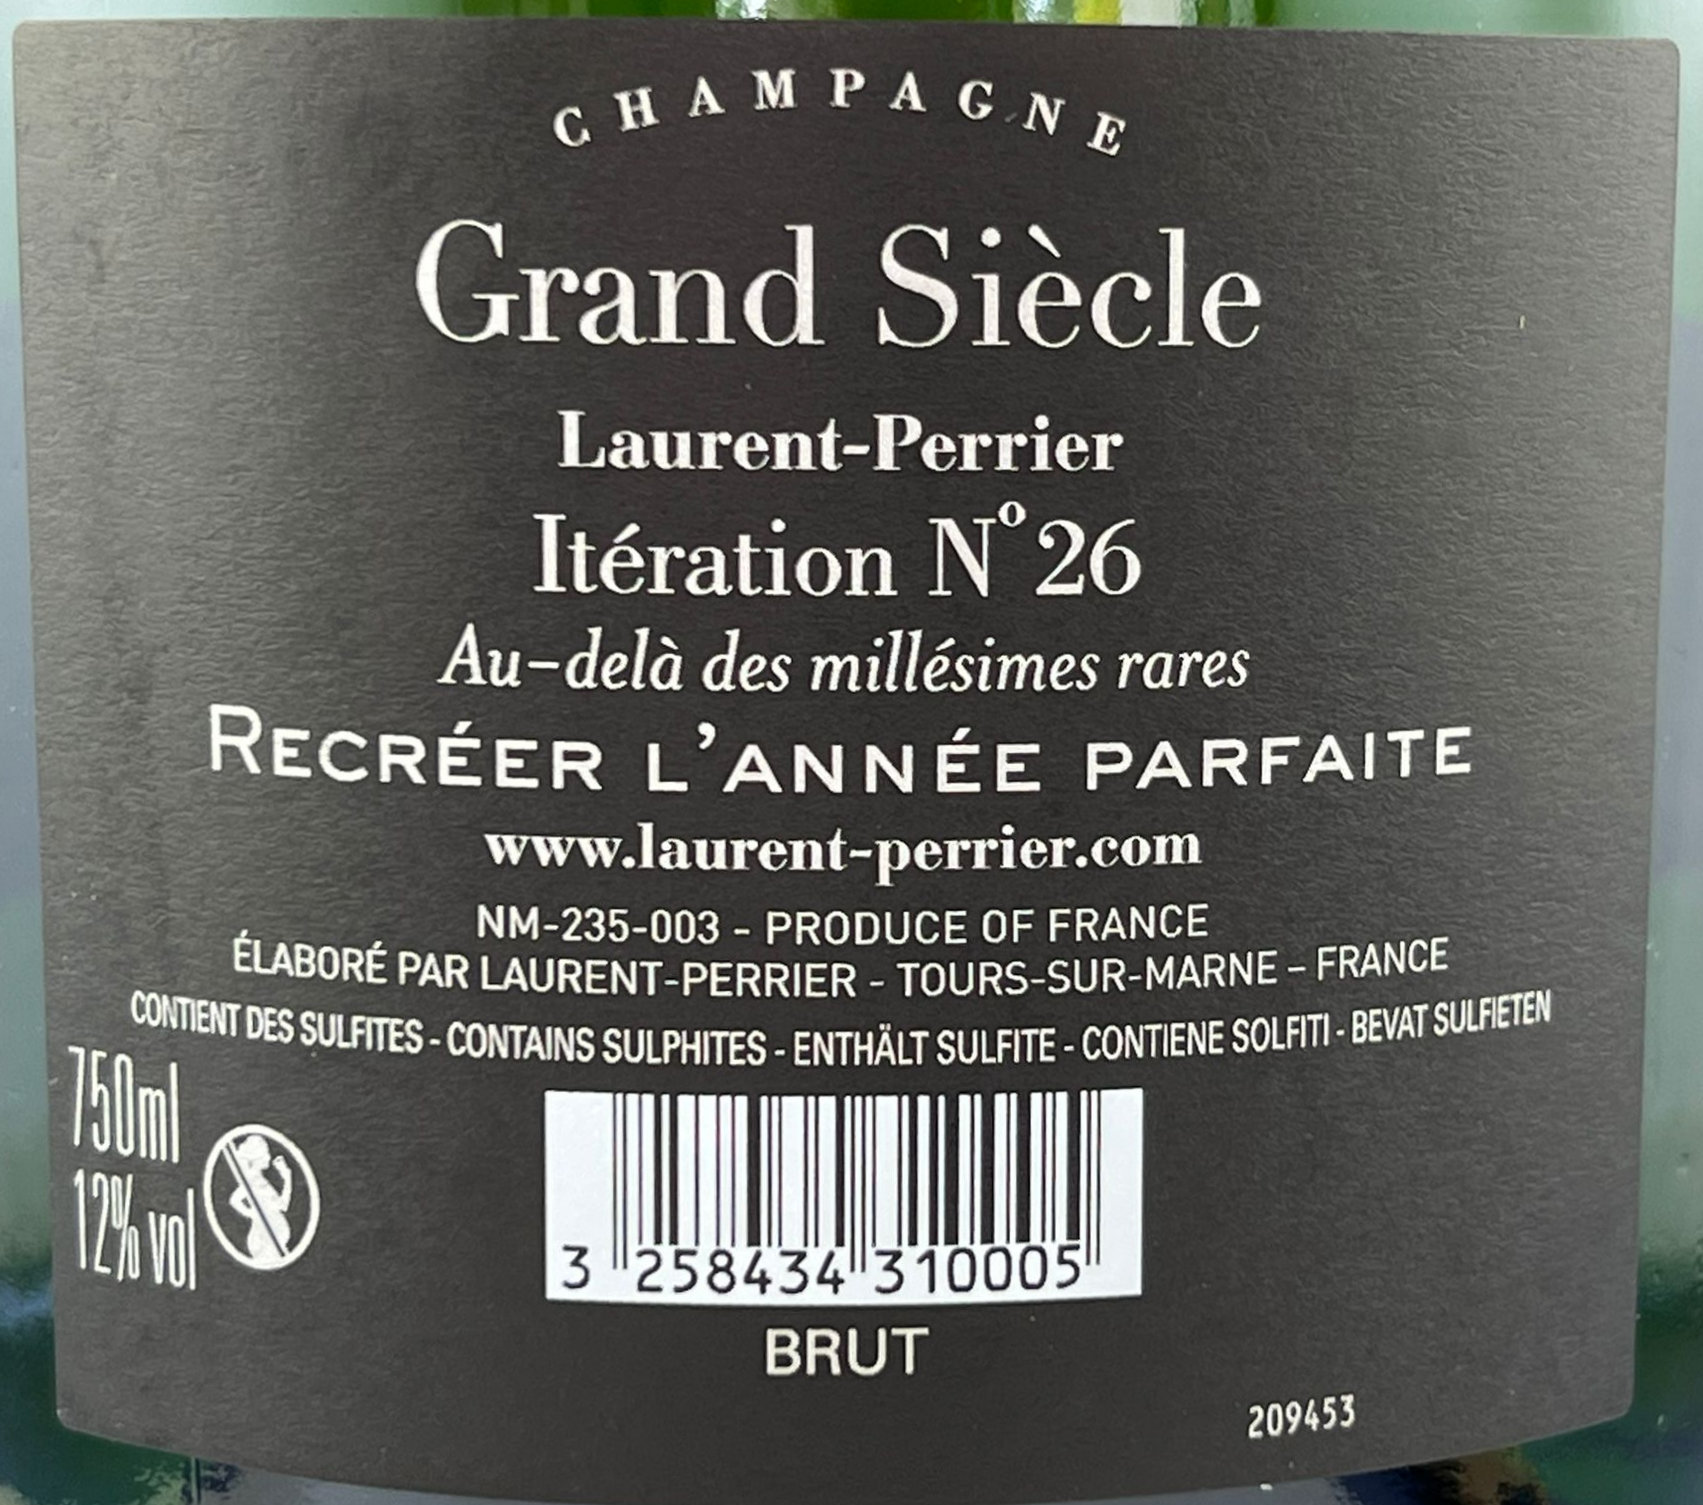 CHAMPAGNE
Grand Siècle
Laurent-Perrier
Itération Nº 26
Au-delà des millésimes rares
RECRÉER L'ANNÉE PARFAITE
www.laurent-perrier.com
NM-235-003 - PRODUCE OF FRANCE
ÉLABORÉ PAR LAURENT-PERRIER - TOURS-SUR-MARNE - FRANCE
CONTIENT DES SULFITES - CONTAINS SULPHITES - ENTHÄLT SULFITE - CONTIENE SOLFITI - BEVAT SULFIETEN
750ml
12% vol
3 258434 310005
BRUT
209453